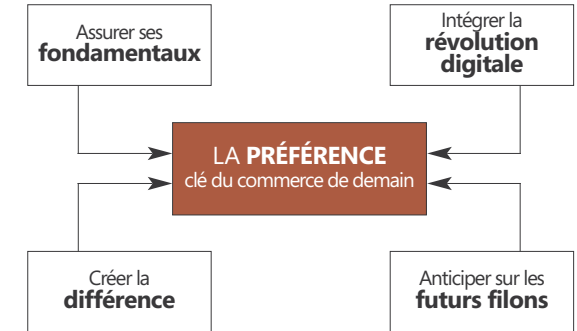 Assurer ses
fondamentaux
Intégrer la
révolution
digitale
LA PRÉFÉRENCE
clé du commerce de demain
Créer la
différence
Anticiper sur les
futurs filons